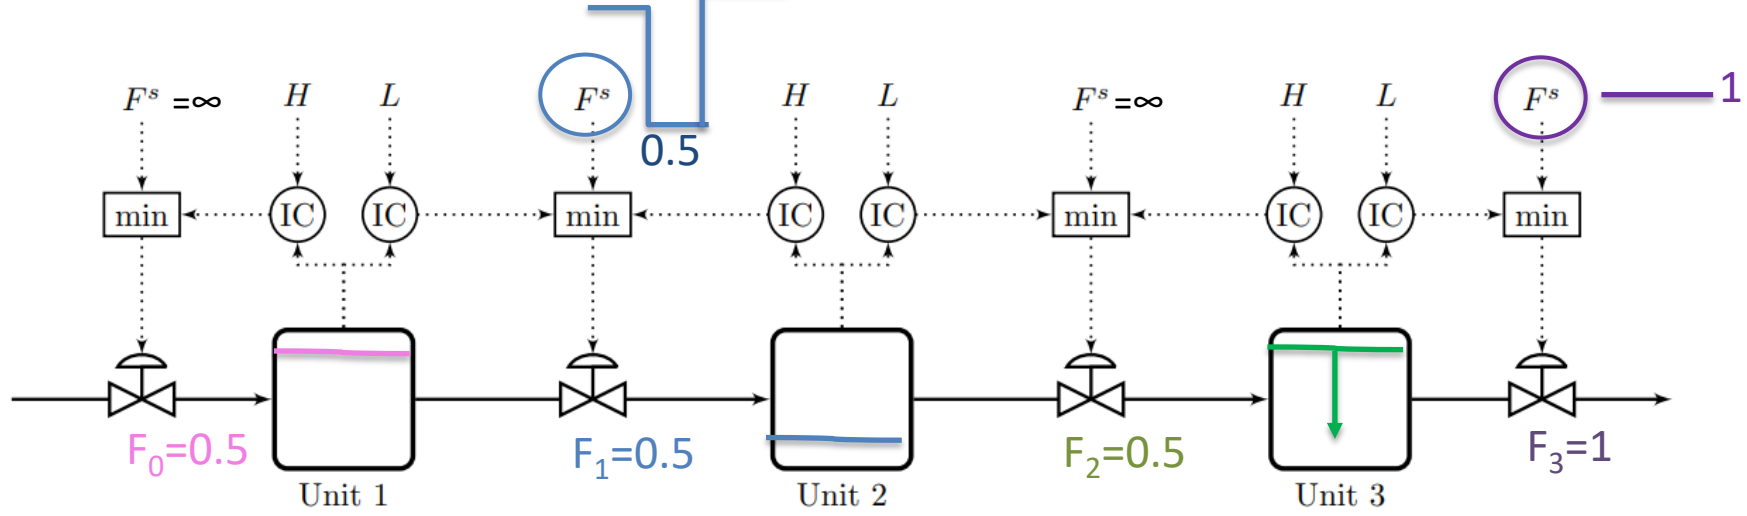 F^s =∞ H L F^s H L F^s =∞ H L F^s 1
0.5
min IC IC min IC IC min IC IC min
F₀=0.5 F₁=0.5 F₂=0.5 F₃=1
Unit 1 Unit 2 Unit 3